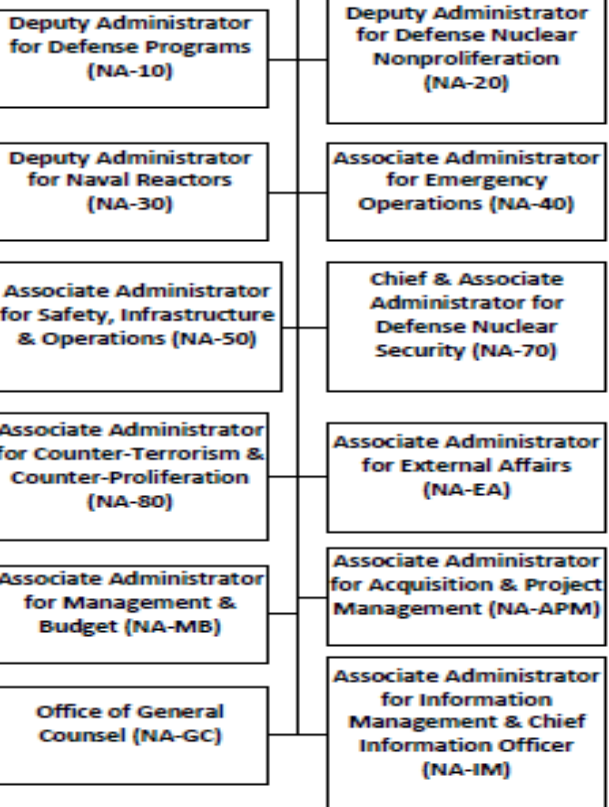 Deputy Administrator
for Defense Programs
(NA-10)
Deputy Administrator
for Defense Nuclear
Nonproliferation
(NA-20)
Deputy Administrator
for Naval Reactors
(NA-30)
Associate Administrator
for Emergency
Operations (NA-40)
Associate Administrator
for Safety, Infrastructure
& Operations (NA-50)
Chief & Associate
Administrator for
Defense Nuclear
Security (NA-70)
Associate Administrator
for Counter-Terrorism &
Counter-Proliferation
(NA-80)
Associate Administrator
for External Affairs
(NA-EA)
Associate Administrator
for Management &
Budget (NA-MB)
Associate Administrator
for Acquisition & Project
Management (NA-APM)
Office of General
Counsel (NA-GC)
Associate Administrator
for Information
Management & Chief
Information Officer
(NA-IM)